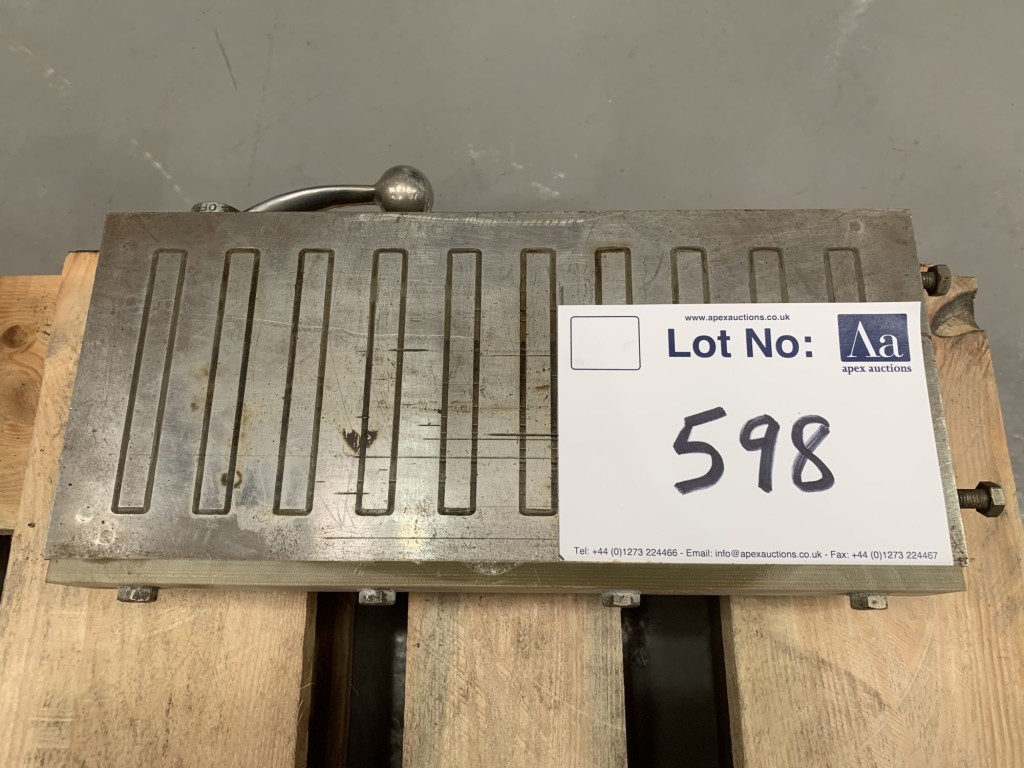 OF
www.apexauctions.co.uk
Lot No:
Aa
apex auctions
598
Tel: +44 (0)1273 224466 - Email: info@apexauctions.co.uk - Fax: +44 (0)1273 224467